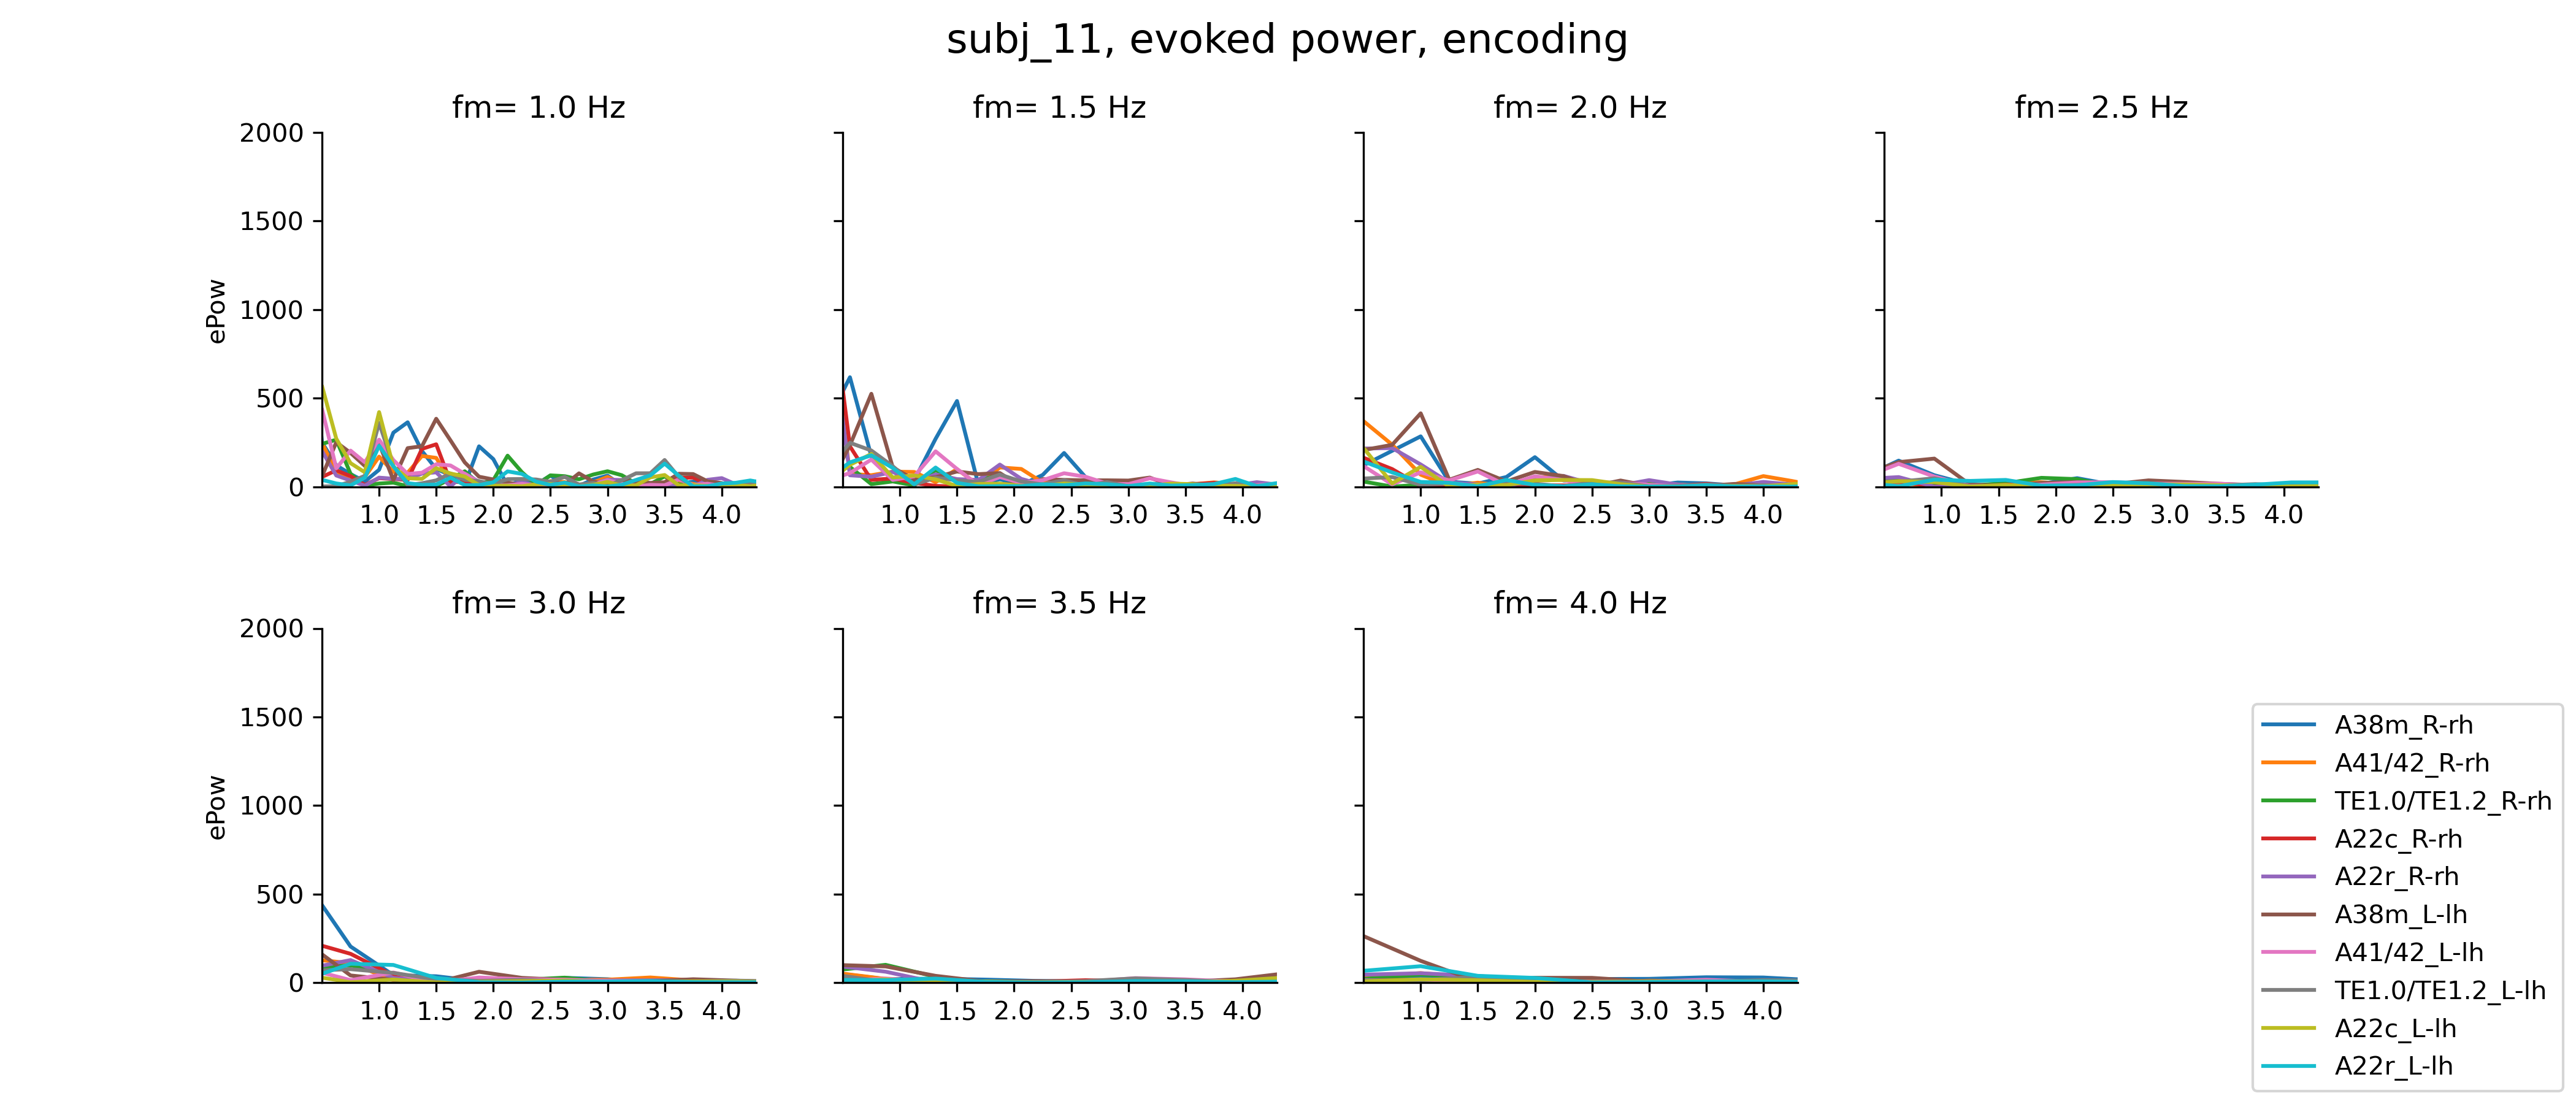 subj_11, evoked power, encoding
fm= 1.0 Hz
fm= 1.5 Hz
fm= 2.0 Hz
fm= 2.5 Hz
2000
1500
1000
500
0
ePow
1.0 1.5 2.0 2.5 3.0 3.5 4.0
1.0 1.5 2.0 2.5 3.0 3.5 4.0
1.0 1.5 2.0 2.5 3.0 3.5 4.0
1.0 1.5 2.0 2.5 3.0 3.5 4.0
fm= 3.0 Hz
fm= 3.5 Hz
fm= 4.0 Hz
2000
1500
1000
500
0
ePow
1.0 1.5 2.0 2.5 3.0 3.5 4.0
1.0 1.5 2.0 2.5 3.0 3.5 4.0
1.0 1.5 2.0 2.5 3.0 3.5 4.0
A38m_R-rh
A41/42_R-rh
TE1.0/TE1.2_R-rh
A22c_R-rh
A22r_R-rh
A38m_L-lh
A41/42_L-lh
TE1.0/TE1.2_L-lh
A22c_L-lh
A22r_L-lh